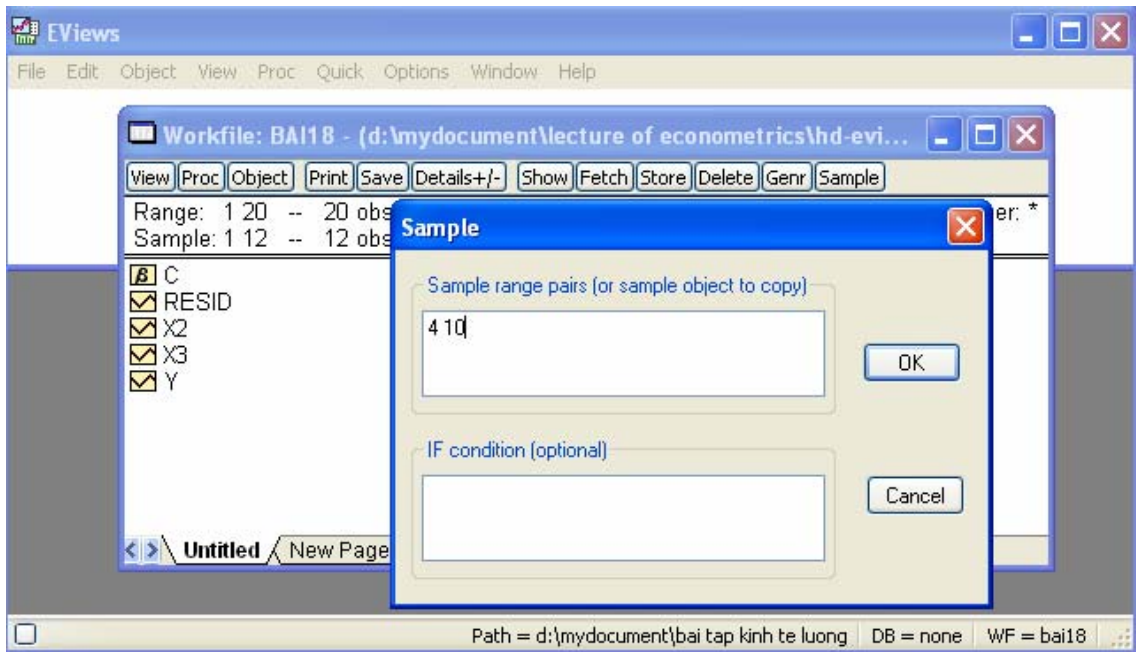 EViews
File Edit Object View Proc Quick Options Window Help
Workfile: BAI18 - (d:\mydocument\lecture of econometrics\hd-evi...
View Proc Object Print Save Details+/- Show Fetch Store Delete Genr Sample
Range: 1 20 -- 20 obs
er: *
Sample: 1 12 -- 12 obs
Sample
β C
RESID
X2
X3
Y
Sample range pairs (or sample object to copy)
4 10
OK
IF condition (optional)
Cancel
Untitled New Page
Path = d:\mydocument\bai tap kinh te luong DB = none WF = bai18